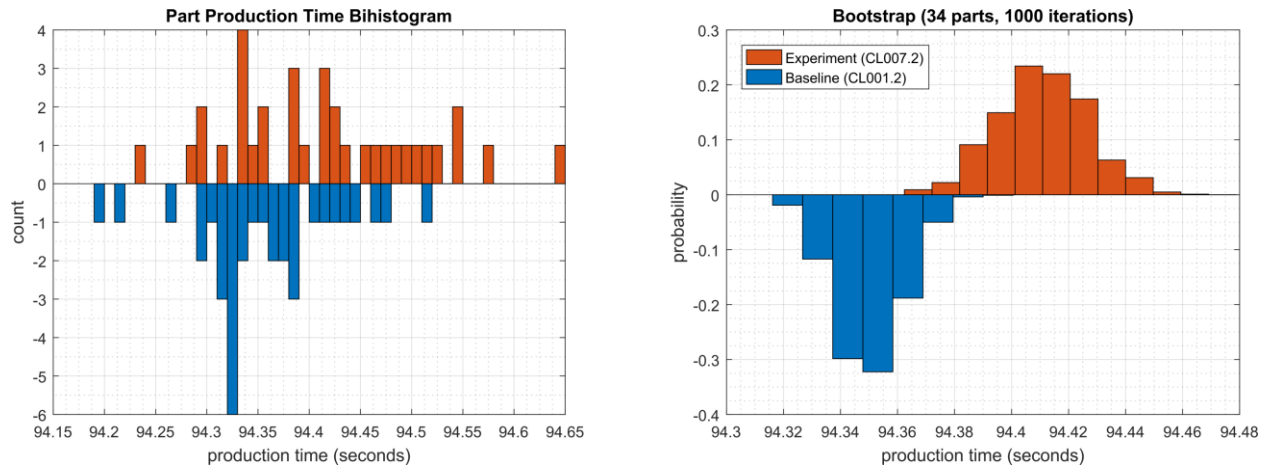 Part Production Time Bihistogram
4
3
2
1
0
-1
-2
-3
-4
-5
-6
count
94.15 94.2 94.25 94.3 94.35 94.4 94.45 94.5 94.55 94.6 94.65
production time (seconds)
Bootstrap (34 parts, 1000 iterations)
Experiment (CL007.2)
Baseline (CL001.2)
0.3
0.2
0.1
0
-0.1
-0.2
-0.3
-0.4
probability
94.3 94.32 94.34 94.36 94.38 94.4 94.42 94.44 94.46 94.48
production time (seconds)